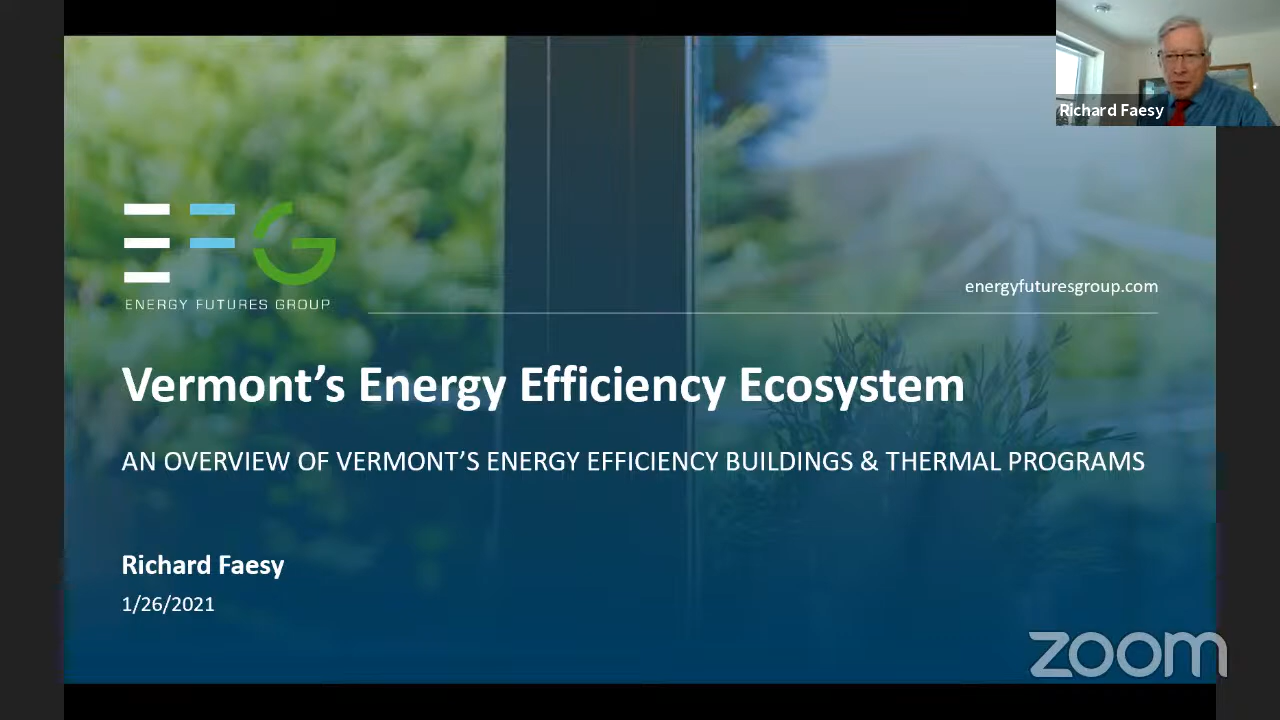 Richard Faesy
EFG
ENERGY FUTURES GROUP
energyfuturesgroup.com
Vermont’s Energy Efficiency Ecosystem
AN OVERVIEW OF VERMONT’S ENERGY EFFICIENCY BUILDINGS & THERMAL PROGRAMS
Richard Faesy
1/26/2021
zoom